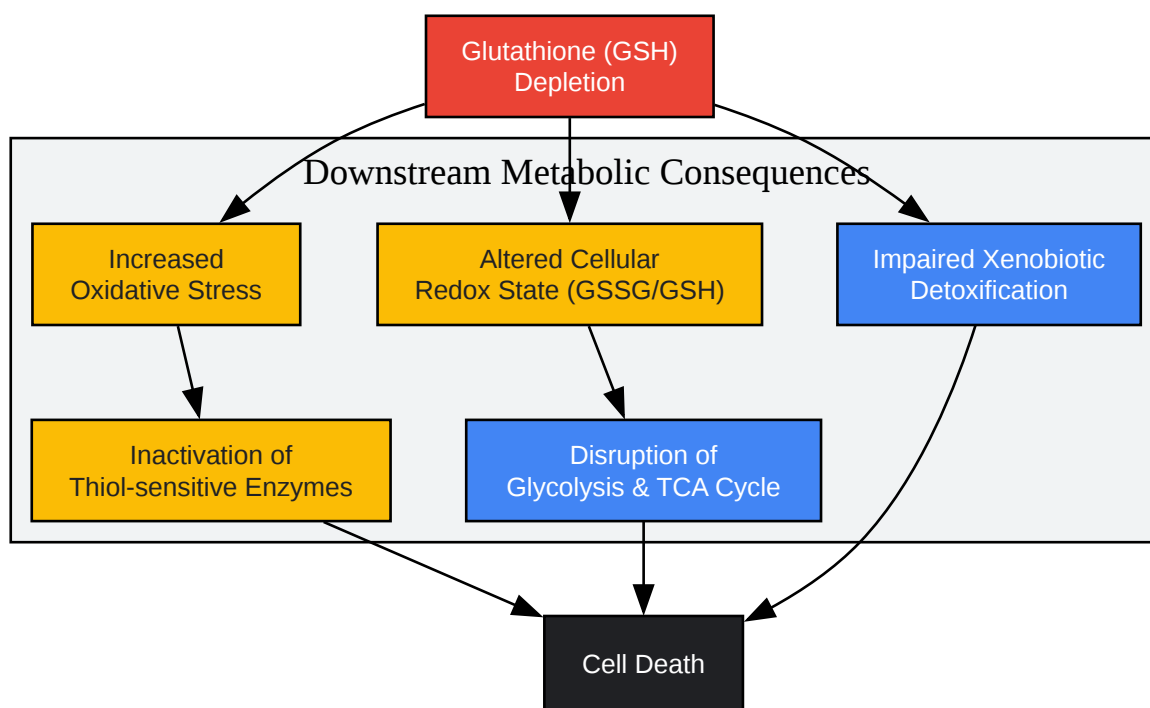 Glutathione (GSH)
Depletion
Downstream Metabolic Consequences
Increased
Oxidative Stress
Altered Cellular
Redox State (GSSG/GSH)
Impaired Xenobiotic
Detoxification
Inactivation of
Thiol-sensitive Enzymes
Disruption of
Glycolysis & TCA Cycle
Cell Death